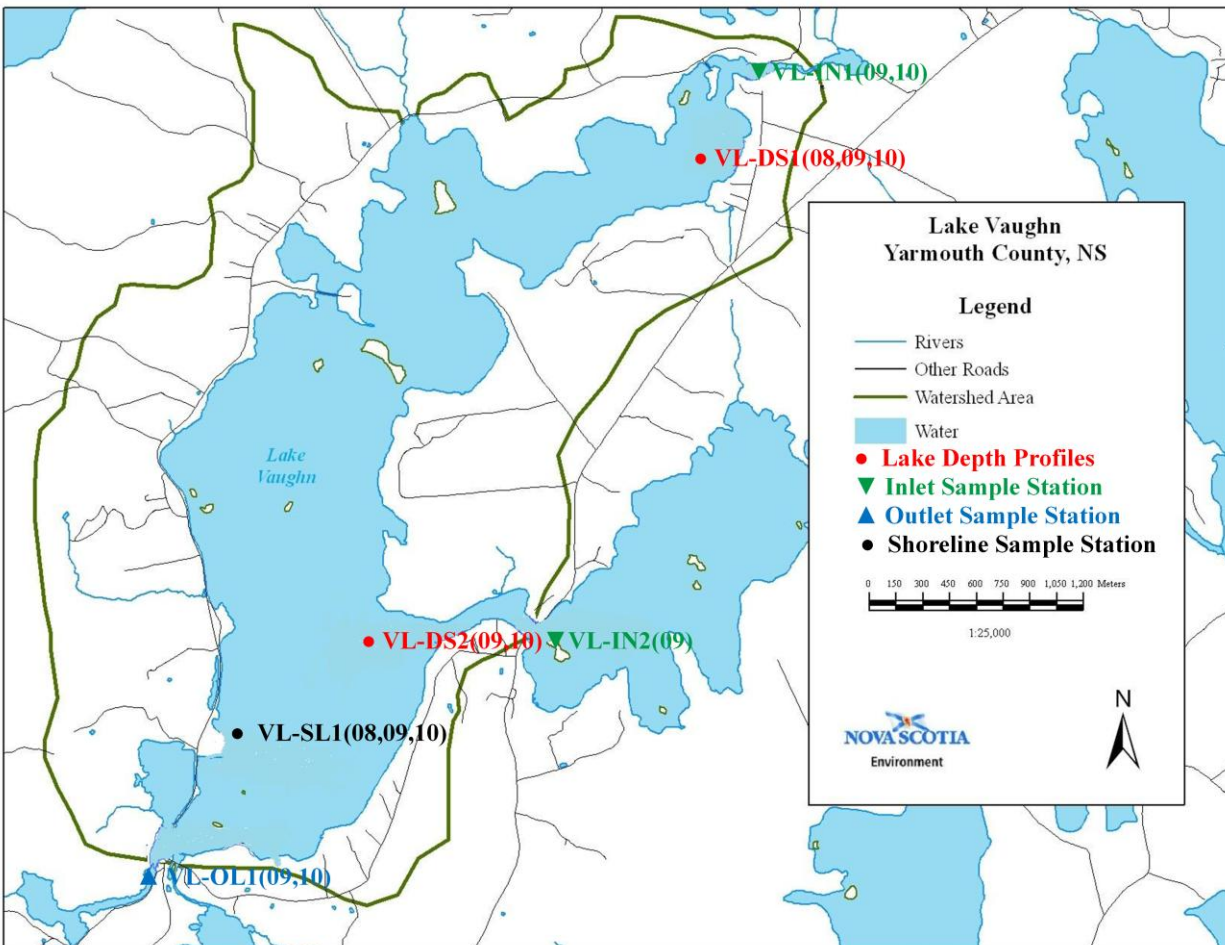 VL-IN1(09,10)
VL-DS1(08,09,10)
Lake
Vaughn
VL-DS2(09,10)
VL-IN2(09)
VL-SL1(08,09,10)
VL-OL1(09,10)
Lake Vaughn
Yarmouth County, NS
Legend
Rivers
Other Roads
Watershed Area
Water
Lake Depth Profiles
Inlet Sample Station
Outlet Sample Station
Shoreline Sample Station
0 150 300 450 600 750 900 1,050 1,200 Meters
1:25,000
NOVA SCOTIA
Environment
N